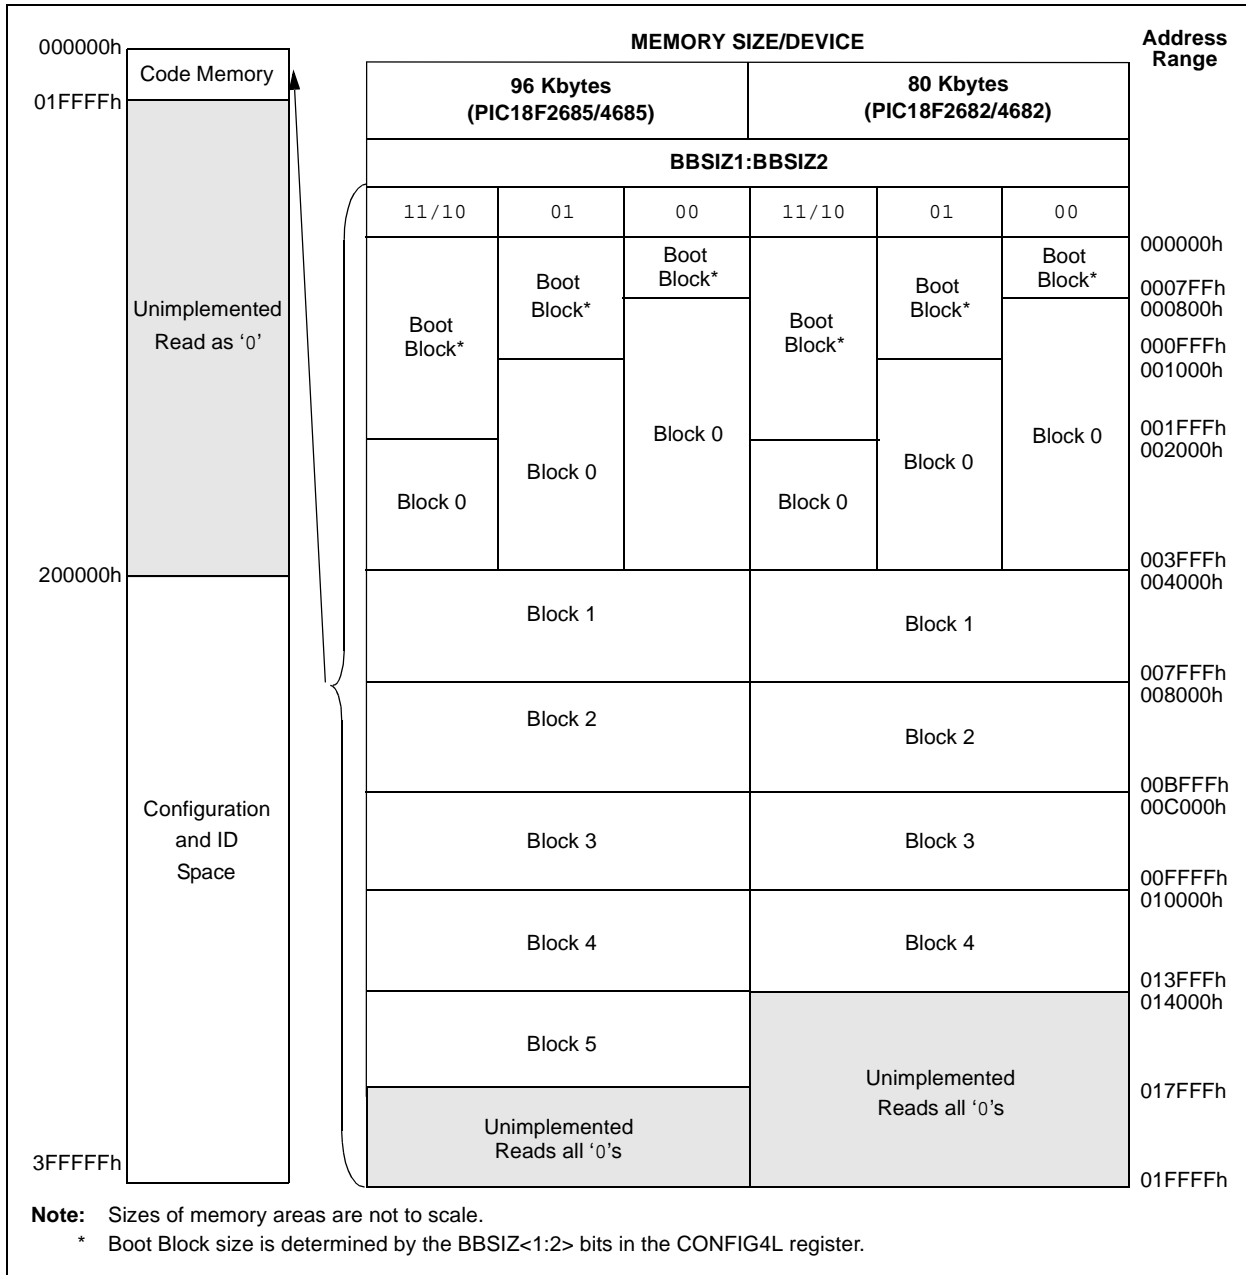 MEMORY SIZE/DEVICE
Address
Range
000000h
Code Memory
01FFFFh
Unimplemented
Read as ‘0’
200000h
Configuration
and ID
Space
3FFFFFh
96 Kbytes
(PIC18F2685/4685)
80 Kbytes
(PIC18F2682/4682)
BBSIZ1:BBSIZ2
11/10 01 00 11/10 01 00
Boot
Block*
Boot
Block*
Boot
Block*
Boot
Block*
Boot
Block*
Boot
Block*
Block 0
Block 0
Block 0
Block 0
Block 0
Block 0
Block 1
Block 1
Block 2
Block 2
Block 3
Block 3
Block 4
Block 4
Block 5
Unimplemented
Reads all ‘0’s
Unimplemented
Reads all ‘0’s
000000h
0007FFh
000800h
000FFFh
001000h
001FFFh
002000h
003FFFh
004000h
007FFFh
008000h
00BFFFh
00C000h
00FFFFh
010000h
013FFFh
014000h
017FFFh
01FFFFh
Note: Sizes of memory areas are not to scale.
* Boot Block size is determined by the BBSIZ<1:2> bits in the CONFIG4L register.